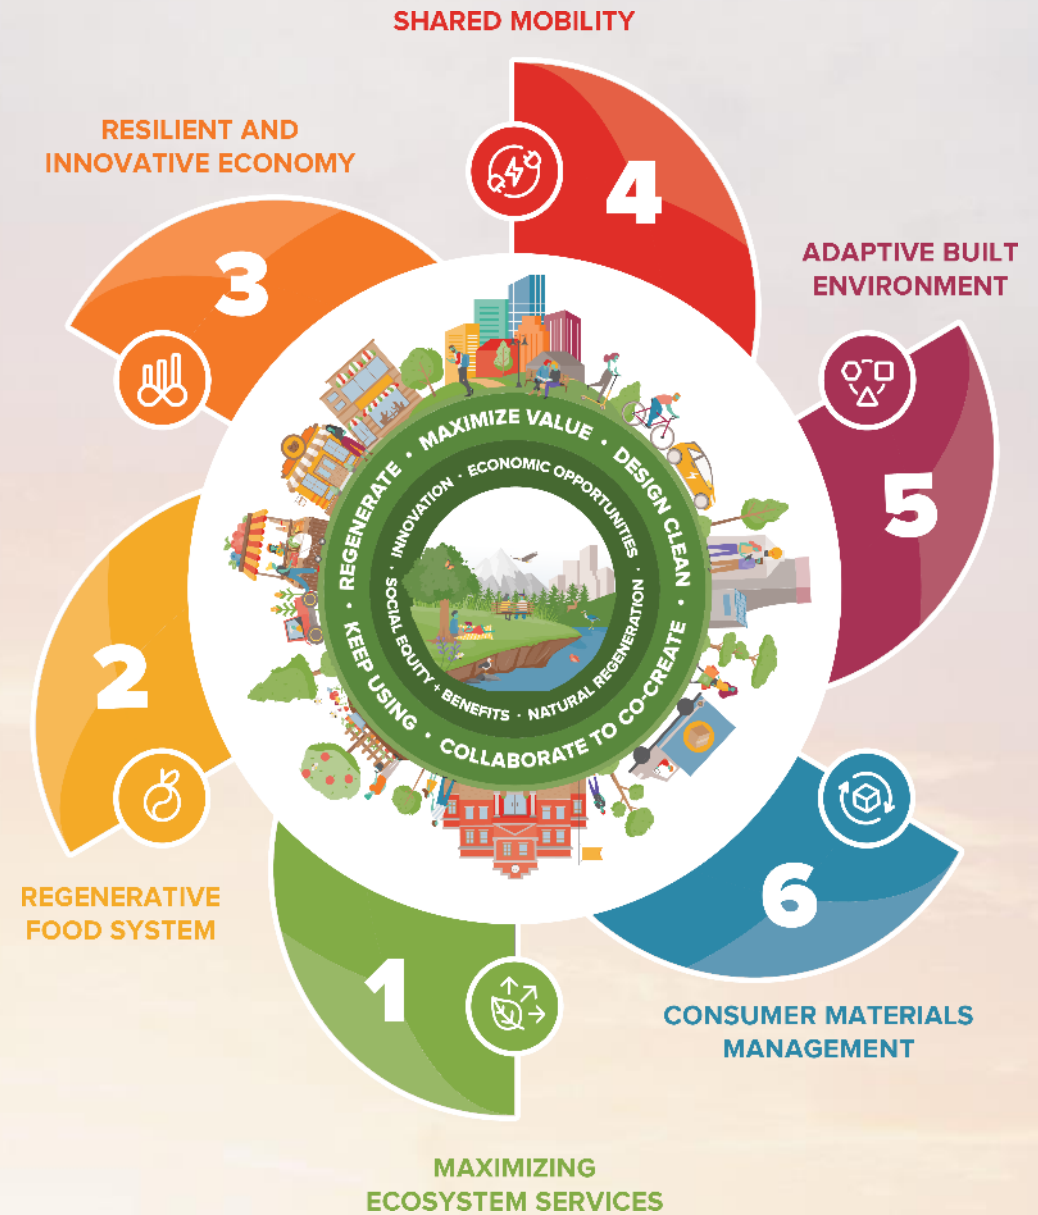 SHARED MOBILITY
4
RESILIENT AND
INNOVATIVE ECONOMY
3
ADAPTIVE BUILT
ENVIRONMENT
5
REGENERATE • MAXIMIZE VALUE • DESIGN CLEAN • COLLABORATE TO CO-CREATE • KEEP USING •
INNOVATION • ECONOMIC OPPORTUNITIES • NATURAL REGENERATION • SOCIAL EQUITY + BENEFITS •
2
REGENERATIVE
FOOD SYSTEM
6
CONSUMER MATERIALS
MANAGEMENT
1
MAXIMIZING
ECOSYSTEM SERVICES